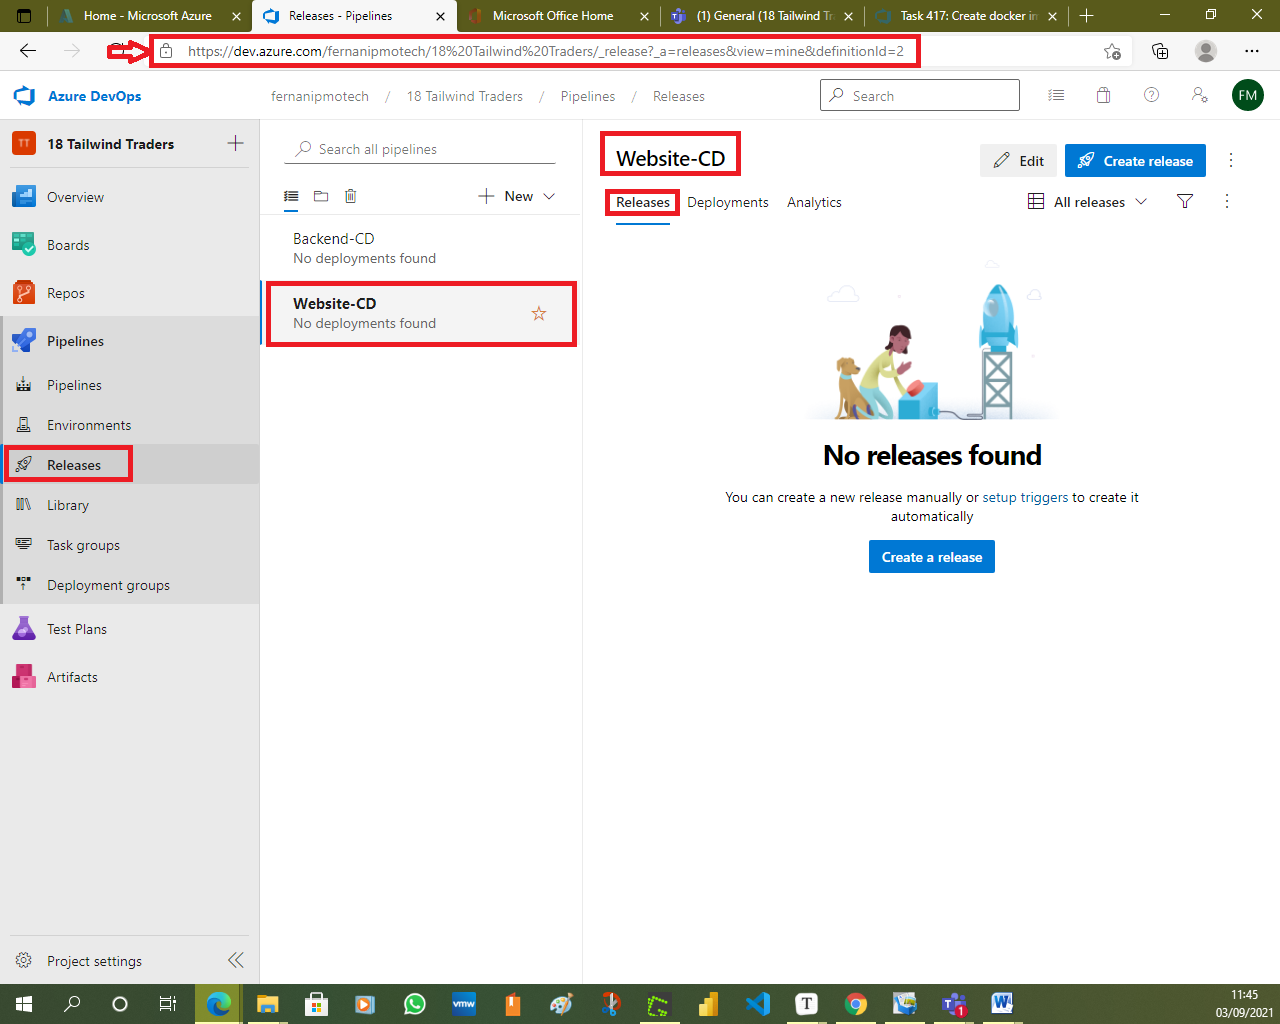 Home - Microsoft Azure
Releases - Pipelines
Microsoft Office Home
(1) General (18 Tailwind Tr
Task 417: Create docker im
https://dev.azure.com/fernanipmotech/18%20Tailwind%20Traders/_release?_a=releases&view=mine&definitionId=2
Azure DevOps
fernanipmotech / 18 Tailwind Traders / Pipelines / Releases
Search
FM
TT
18 Tailwind Traders
Overview
Boards
Repos
Pipelines
Pipelines
Environments
Releases
Library
Task groups
Deployment groups
Test Plans
Artifacts
Project settings
Search all pipelines
New
Backend-CD
No deployments found
Website-CD
No deployments found
Website-CD
Edit
Create release
Releases
Deployments
Analytics
All releases
No releases found
You can create a new release manually or setup triggers to create it
automatically
Create a release
vmw
T
1
W
11:45
03/09/2021